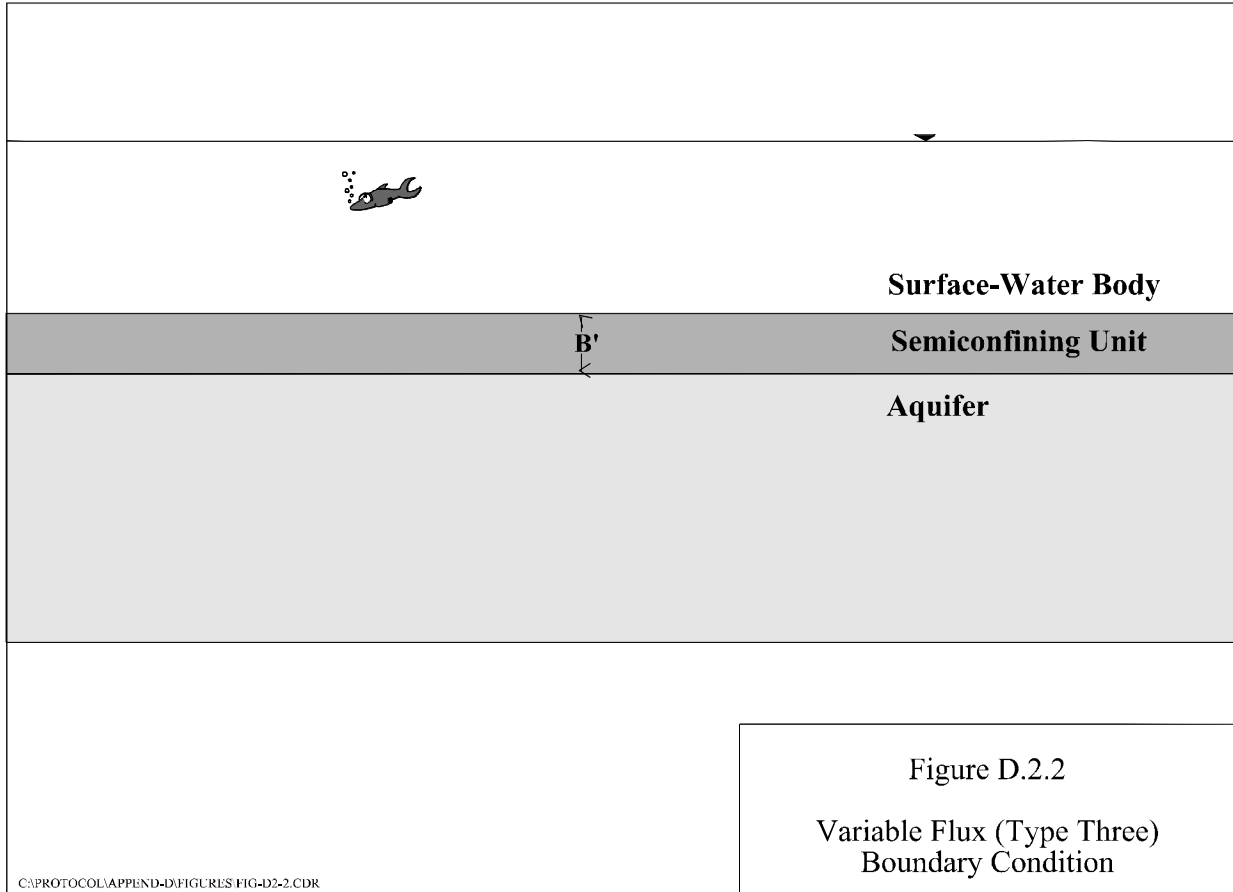 Surface-Water Body
B'
Semiconfining Unit
Aquifer
Figure D.2.2
Variable Flux (Type Three)
Boundary Condition
C:\PROTOCOL\APPEND-D\FIGURES\FIG-D2-2.CDR